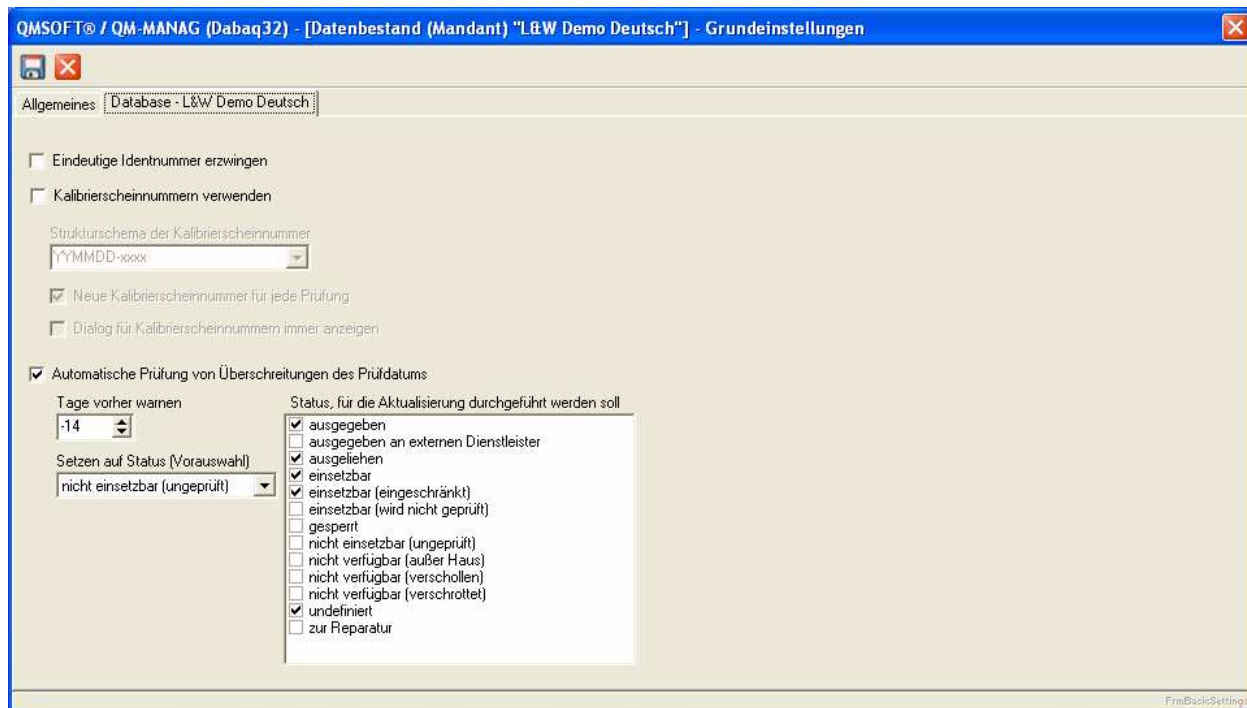 QMSOFT® / QM-MANAG (Dabaq32) - [Datenbestand (Mandant) "L&W Demo Deutsch"] - Grundeinstellungen
Allgemeines
Database - L&W Demo Deutsch
Eindeutige Identnummer erzwingen
Kalibrierscheinnummern verwenden
Strukturschema der Kalibrierscheinnummer
YYMMDD-xxxx
Neue Kalibrierscheinnummer für jede Prüfung
Dialog für Kalibrierscheinnummern immer anzeigen
Automatische Prüfung von Überschreitungen des Prüfdatums
Tage vorher warnen
-14
Setzen auf Status (Vorauswahl)
nicht einsetzbar (ungeprüft)
Status, für die Aktualisierung durchgeführt werden soll
ausgegeben
ausgegeben an externen Dienstleister
ausgeliehen
einsetzbar
einsetzbar (eingeschränkt)
einsetzbar (wird nicht geprüft)
gesperrt
nicht einsetzbar (ungeprüft)
nicht verfügbar (außer Haus)
nicht verfügbar (verschollen)
nicht verfügbar (verschrottet)
undefiniert
zur Reparatur
FrmBasicSettings